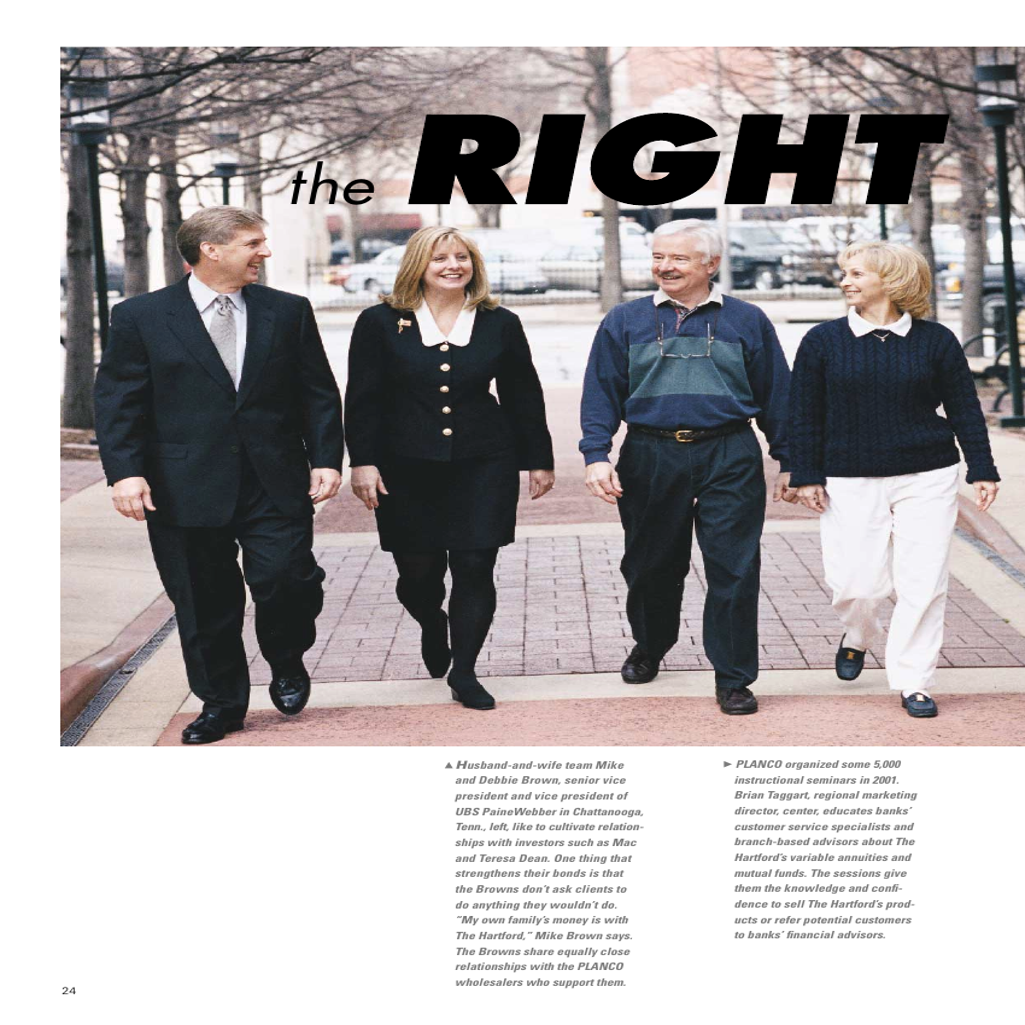 the RIGHT
▲ Husband-and-wife team Mike
and Debbie Brown, senior vice
president and vice president of
UBS PaineWebber in Chattanooga,
Tenn., left, like to cultivate relation-
ships with investors such as Mac
and Teresa Dean. One thing that
strengthens their bonds is that
the Browns don't ask clients to
do anything they wouldn't do.
"My own family's money is with
The Hartford," Mike Brown says.
The Browns share equally close
relationships with the PLANCO
wholesalers who support them.
► PLANCO organized some 5,000
instructional seminars in 2001.
Brian Taggart, regional marketing
director, center, educates banks'
customer service specialists and
branch-based advisors about The
Hartford's variable annuities and
mutual funds. The sessions give
them the knowledge and confi-
dence to sell The Hartford's prod-
ucts or refer potential customers
to banks' financial advisors.
24